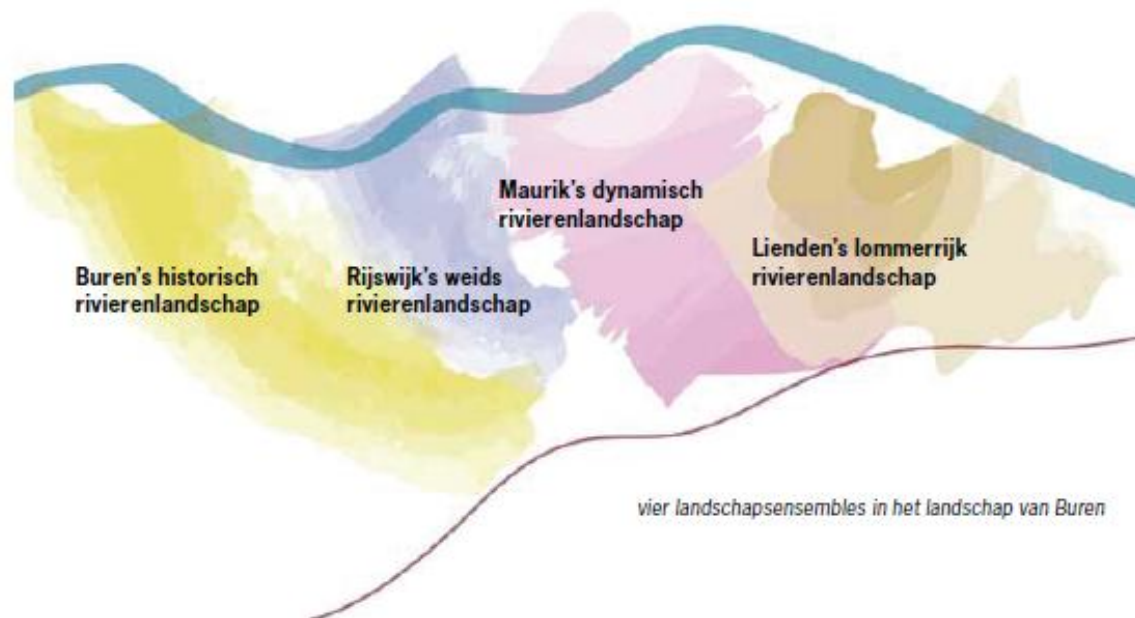 Maurik's dynamisch
rivierenlandschap
Buren's historisch
rivierenlandschap
Rijswijk's weids
rivierenlandschap
Lienden's lommerrijk
rivierenlandschap
vier landschapsensembles in het landschap van Buren